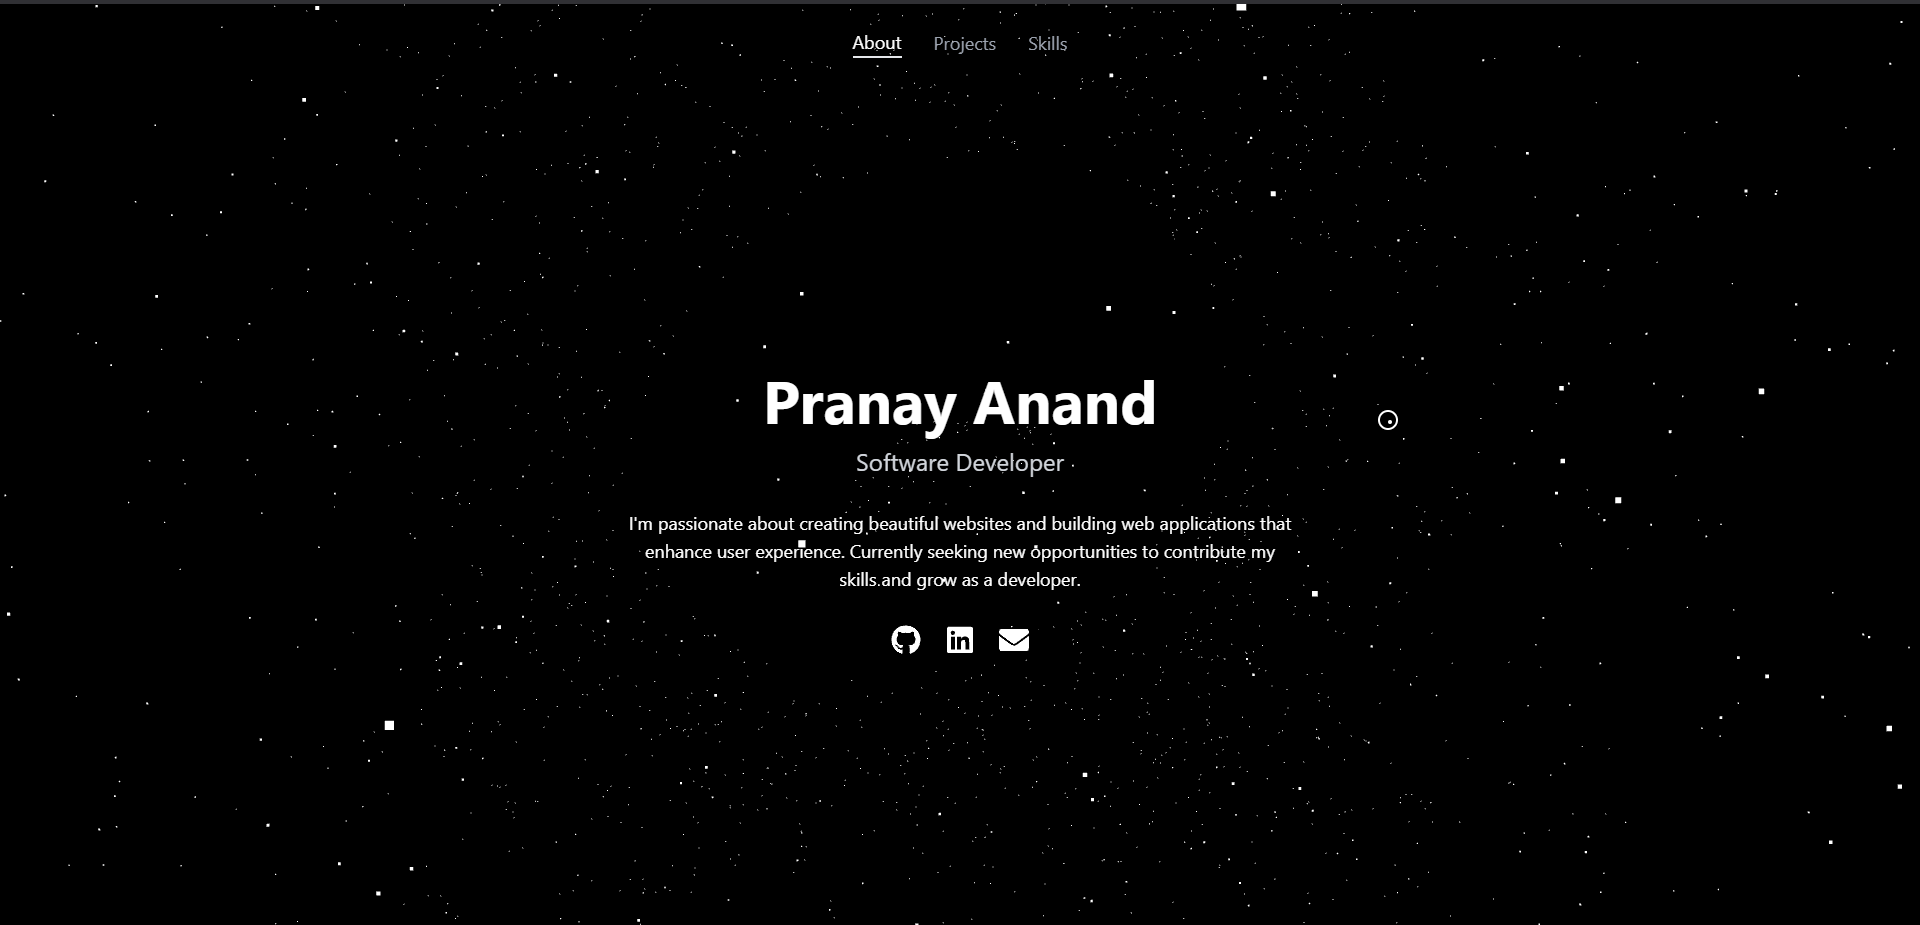 About Projects Skills
Pranay Anand
Software Developer
I'm passionate about creating beautiful websites and building web applications that
enhance user experience. Currently seeking new opportunities to contribute my
skills and grow as a developer.
in